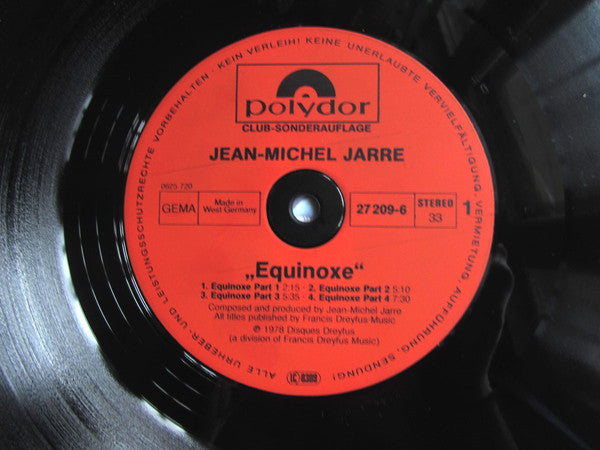 ALLE URHEBER- UND LEISTUNGSSCHUTZRECHTE VORBEHALTEN · KEIN VERLEIH! KEINE UNERLAUBTE VERVIELFÄLTIGUNG, VERMIETUNG, AUFFÜHRUNG, SENDUNG!
polydor
CLUB-SONDERAUFLAGE
JEAN-MICHEL JARRE
0625 720
GEMA
Made in
West Germany
27 209-6
STEREO
33
1
„Equinoxe“
1. Equinoxe Part 1 2:15 · 2. Equinoxe Part 2 5:10
3. Equinoxe Part 3 5:35 · 4. Equinoxe Part 4 7:30
Composed and produced by Jean-Michel Jarre
All titles published by Francis Dreyfus Music
℗ 1978 Disques Dreyfus
(a division of Francis Dreyfus Music)
LC 8389